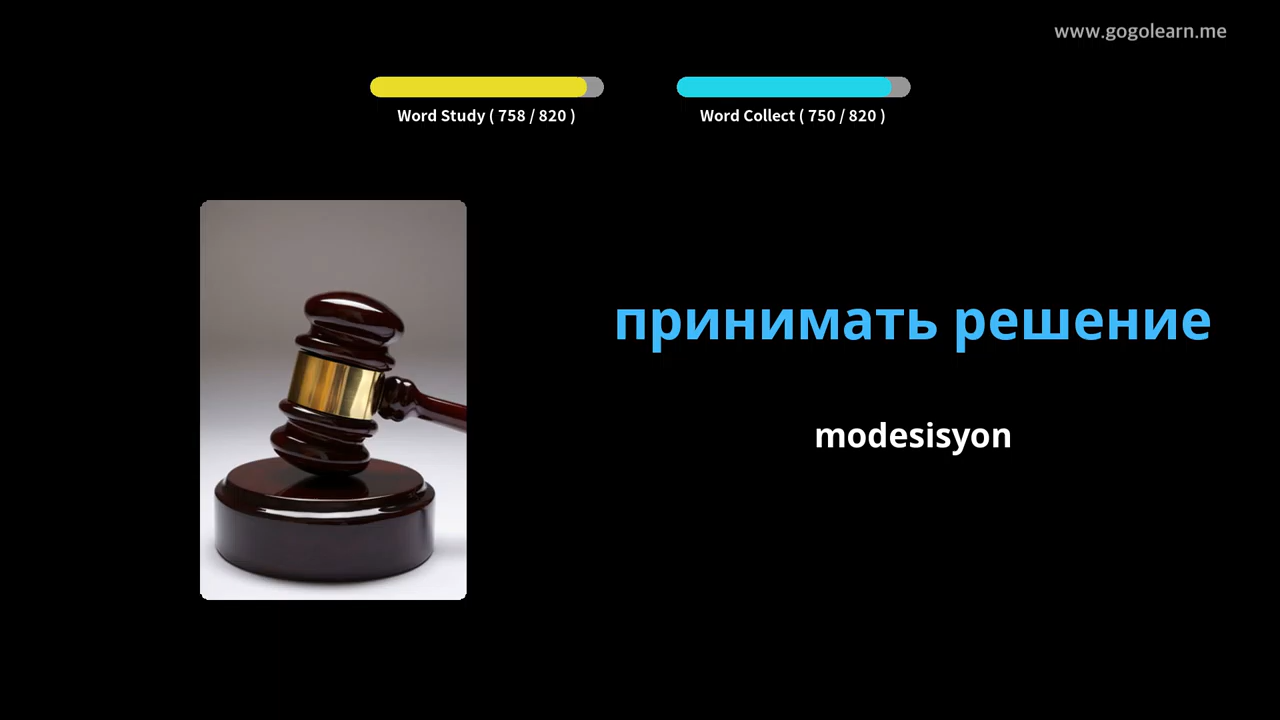 www.gogolearn.me
Word Study ( 758 / 820 )
Word Collect ( 750 / 820 )
принимать решение
modesisyon